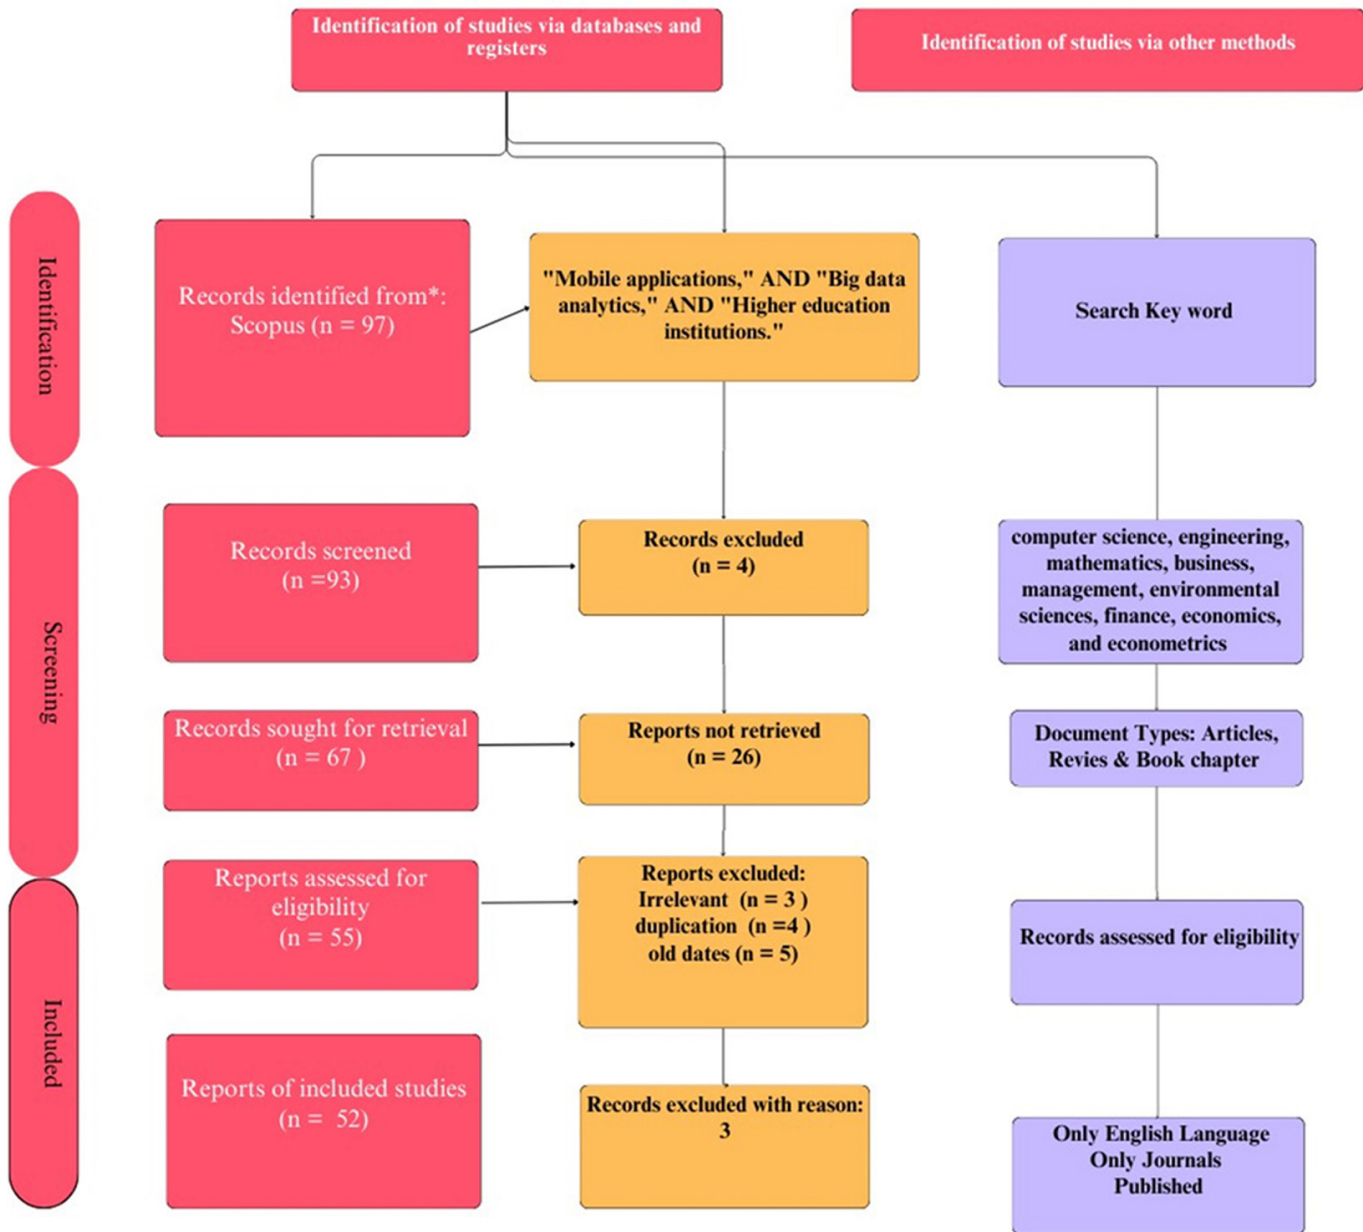 Identification of studies via databases and
registers
Identification of studies via other methods
Identification
Records identified from*:
Scopus (n = 97)
"Mobile applications," AND "Big data
analytics," AND "Higher education
institutions."
Search Key word
Screening
Records screened
(n =93)
Records excluded
(n = 4)
computer science, engineering,
mathematics, business,
management, environmental
sciences, finance, economics,
and econometrics
Records sought for retrieval
(n = 67 )
Reports not retrieved
(n = 26)
Document Types: Articles,
Revies & Book chapter
Reports assessed for
eligibility
(n = 55)
Reports excluded:
Irrelevant (n = 3 )
duplication (n =4 )
old dates (n = 5)
Records assessed for eligibility
Included
Reports of included studies
(n = 52)
Records excluded with reason:
3
Only English Language
Only Journals
Published